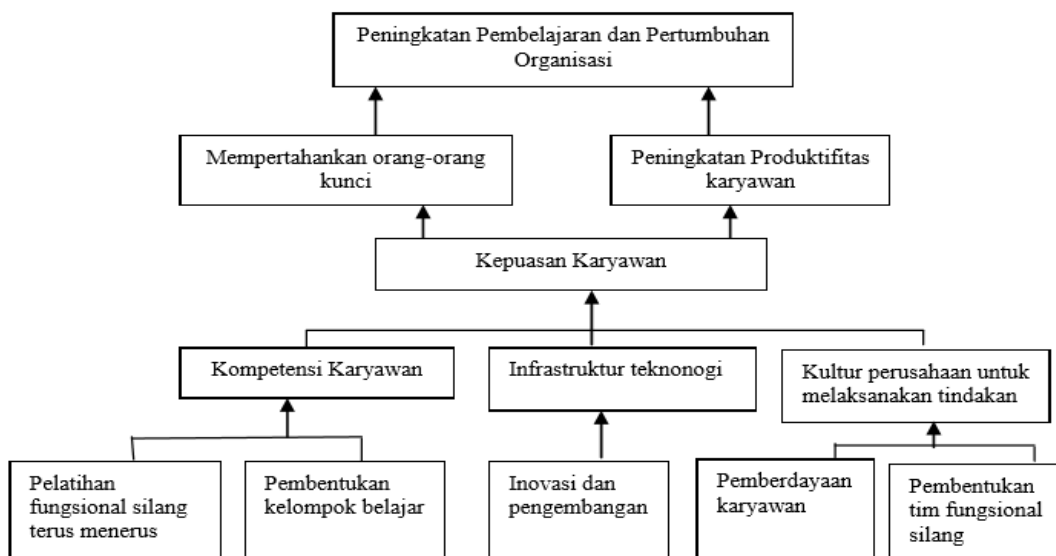 Peningkatan Pembelajaran dan Pertumbuhan
Organisasi
Mempertahankan orang-orang
kunci
Peningkatan Produktifitas
karyawan
Kepuasan Karyawan
Kompetensi Karyawan
Infrastruktur teknonogi
Kultur perusahaan untuk
melaksanakan tindakan
Pelatihan
fungsional silang
terus menerus
Pembentukan
kelompok belajar
Inovasi dan
pengembangan
Pemberdayaan
karyawan
Pembentukan
tim fungsional
silang